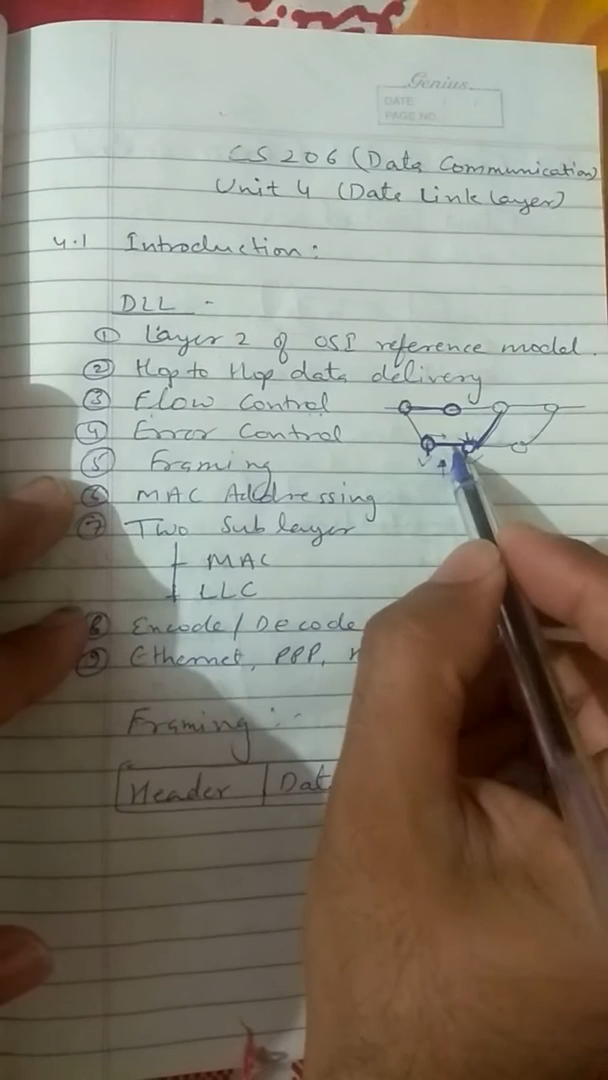 Genius
DATE
PAGE NO.
CS 206 (Data Communication)
Unit 4 (Data Link Layer)
4.1 Introduction :
DLL -
① Layer 2 of OSI reference model.
② Hop to Hop data delivery
③ Flow Control
④ Error Control
⑤ Framing
⑥ MAC Addressing
⑦ Two Sub layer
MAC
LLC
⑧ Encode / Decode
⑨ Ethernet, PPP,
Framing :-
Header | Dat